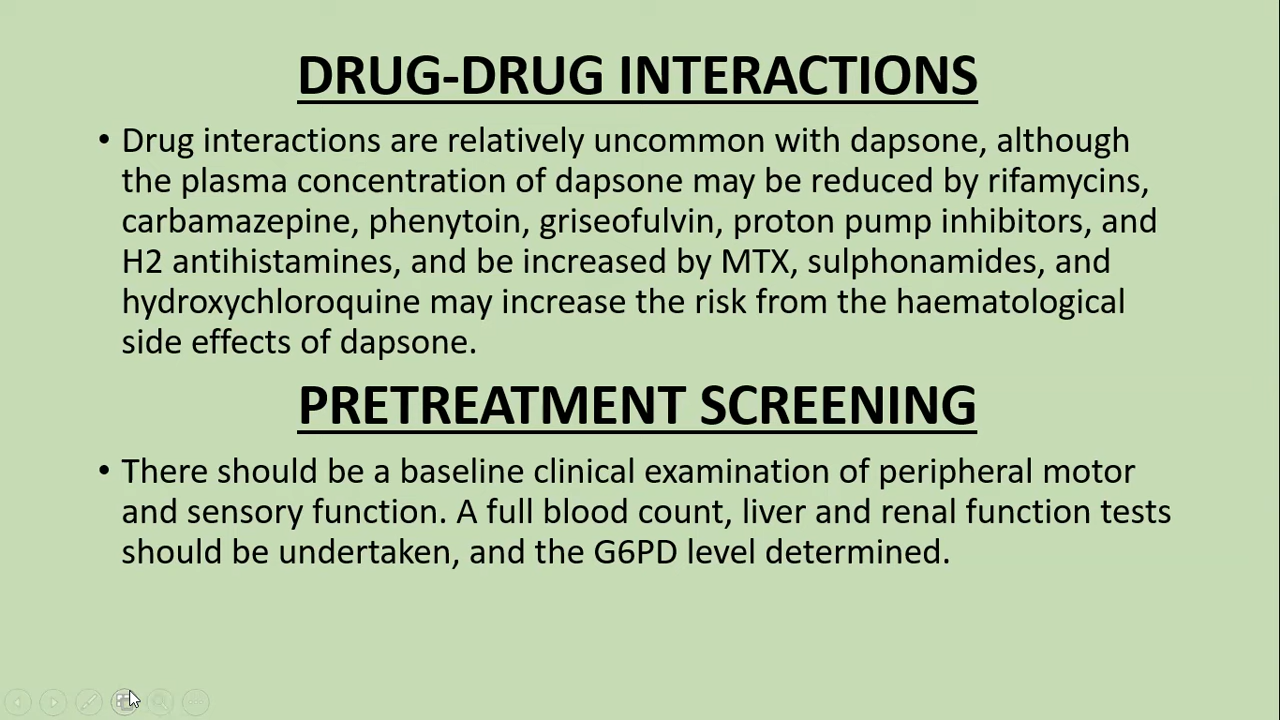 DRUG-DRUG INTERACTIONS
• Drug interactions are relatively uncommon with dapsone, although
the plasma concentration of dapsone may be reduced by rifamycins,
carbamazepine, phenytoin, griseofulvin, proton pump inhibitors, and
H2 antihistamines, and be increased by MTX, sulphonamides, and
hydroxychloroquine may increase the risk from the haematological
side effects of dapsone.
PRETREATMENT SCREENING
• There should be a baseline clinical examination of peripheral motor
and sensory function. A full blood count, liver and renal function tests
should be undertaken, and the G6PD level determined.